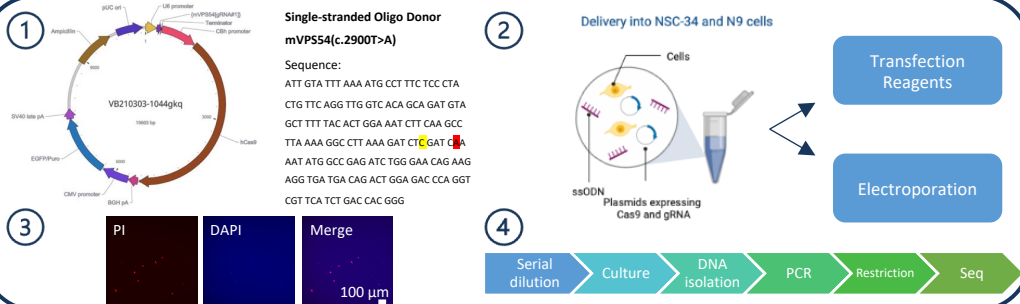 1
pUC ori
U6 promoter
{mVPS54[gRNA#1]}
Terminator
CBh promoter
Ampicillin
VB210303-1044gkq
hCas9
SV40 late pA
EGFP/Puro
CMV promoter
BGH pA
Single-stranded Oligo Donor
mVPS54(c.2900T>A)
Sequence:
ATT GTA TTT AAA ATG CCT TTC TCC CTA
CTG TTC AGG TTG GTC ACA GCA GAT GTA
GCT TTT TAC ACT GGA AAT CTT CAA GCC
TTA AAA GGC CTT AAA GAT CTC GAT CAA
AAT ATG GCC GAG ATC TGG GAA CAG AAG
AGG TGA TGA CAG ACT GGA GAC CCA GGT
CGT TCA TCT GAC CAC GGG
2
Delivery into NSC-34 and N9 cells
Cells
ssODN
Plasmids expressing
Cas9 and gRNA
Transfection
Reagents
Electroporation
3
PI
DAPI
Merge
100 µm
4
Serial
dilution
Culture
DNA
isolation
PCR
Restriction
Seq